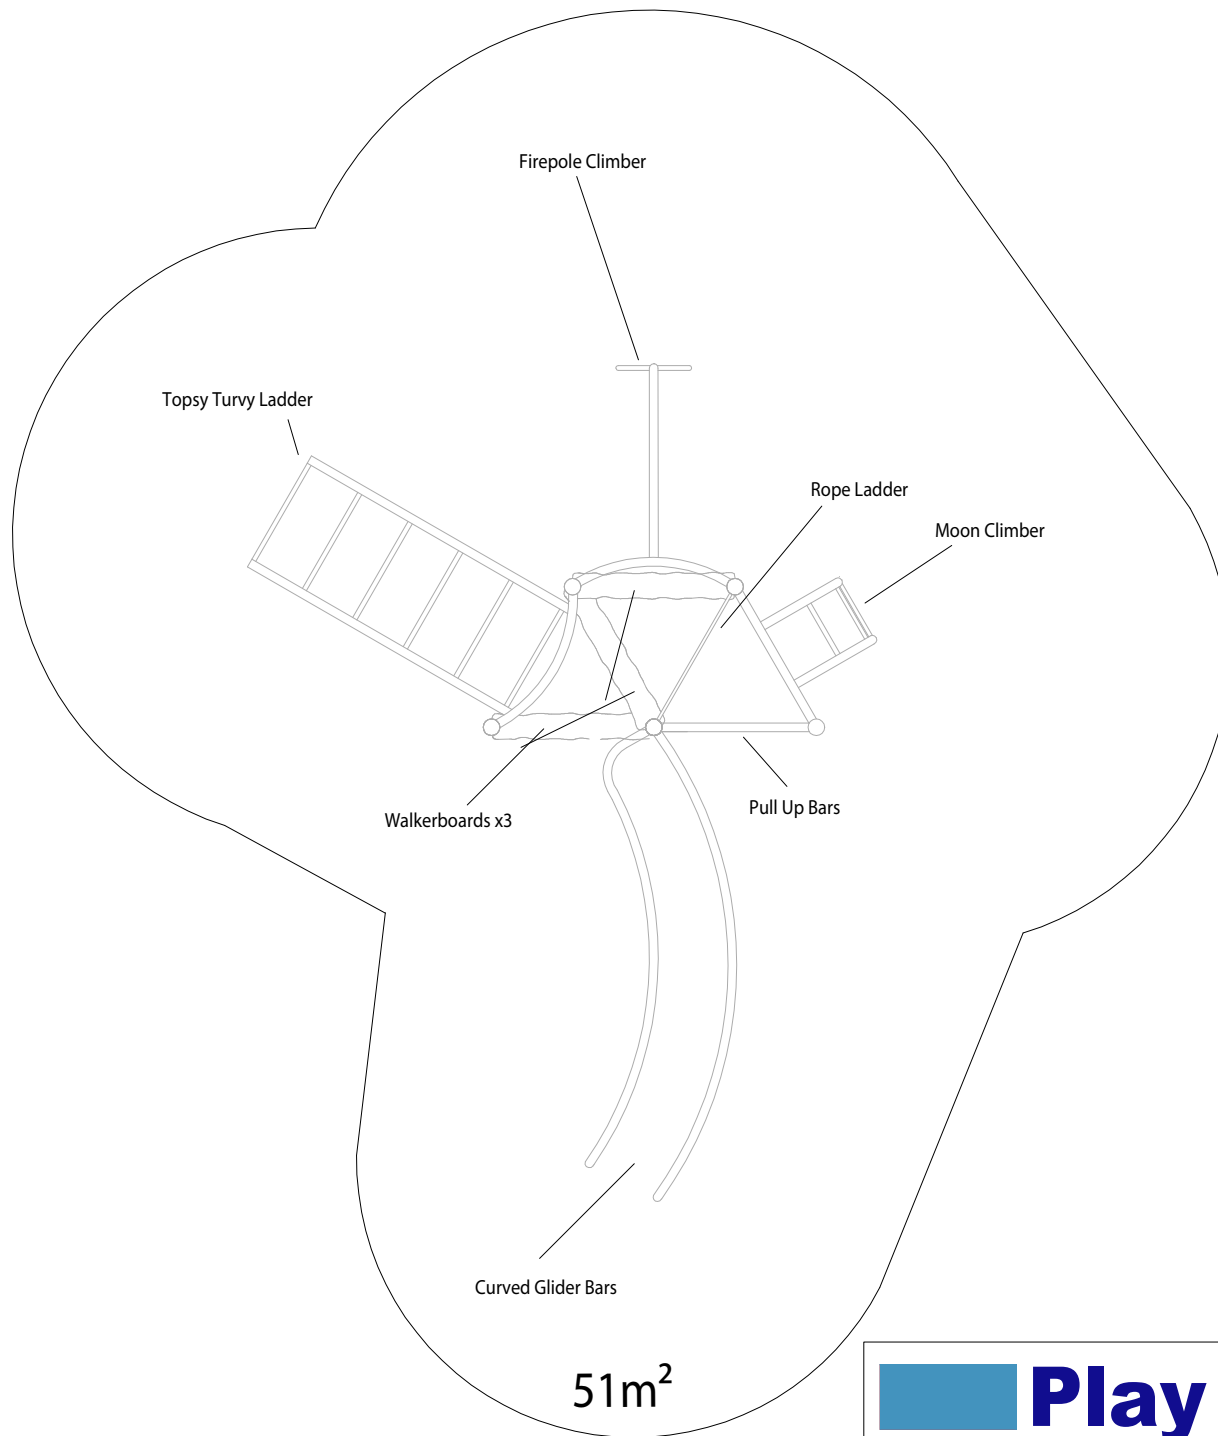 Firepole Climber
Topsy Turvy Ladder
Rope Ladder
Moon Climber
Pull Up Bars
Walkerboards x3
Curved Glider Bars
51m²
Play